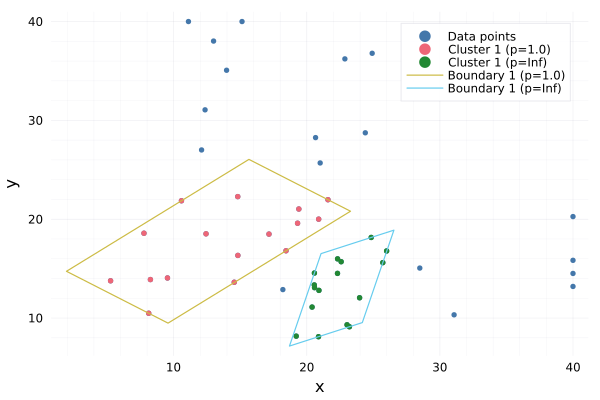 40
30
20
10
y
10
20
30
40
x
Data points
Cluster 1 (p=1.0)
Cluster 1 (p=Inf)
Boundary 1 (p=1.0)
Boundary 1 (p=Inf)